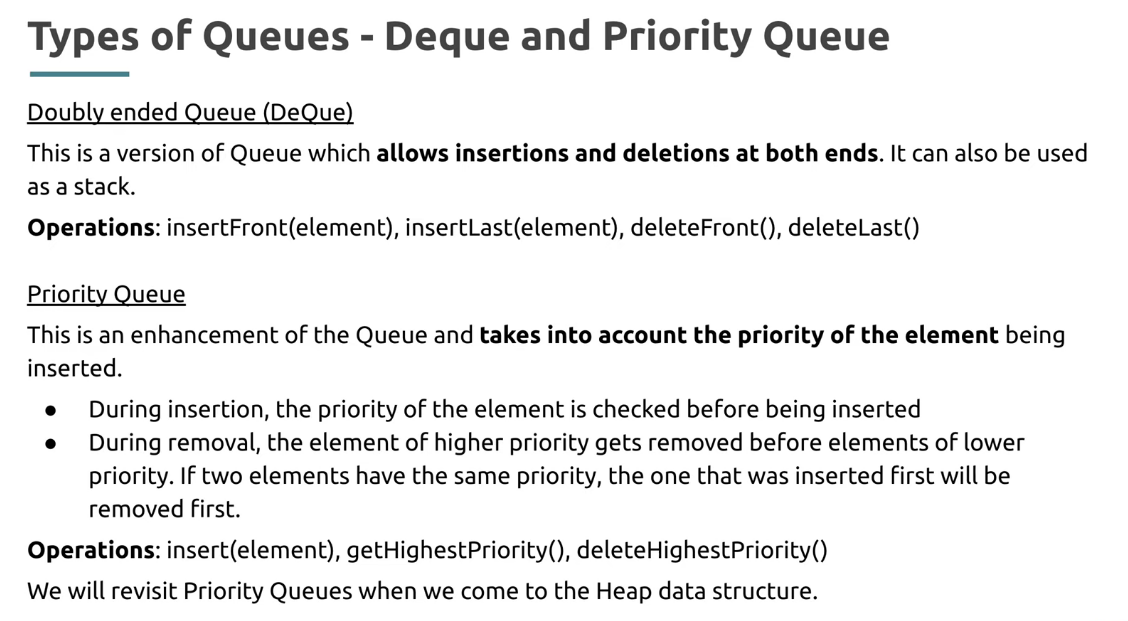 Types of Queues - Deque and Priority Queue
Doubly ended Queue (DeQue)
This is a version of Queue which allows insertions and deletions at both ends. It can also be used
as a stack.
Operations: insertFront(element), insertLast(element), deleteFront(), deleteLast()
Priority Queue
This is an enhancement of the Queue and takes into account the priority of the element being
inserted.
● During insertion, the priority of the element is checked before being inserted
● During removal, the element of higher priority gets removed before elements of lower
priority. If two elements have the same priority, the one that was inserted first will be
removed first.
Operations: insert(element), getHighestPriority(), deleteHighestPriority()
We will revisit Priority Queues when we come to the Heap data structure.